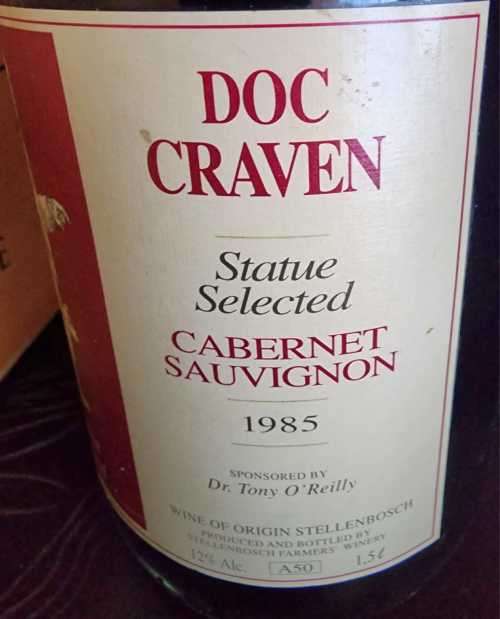 DOC
CRAVEN
Statue
Selected
CABERNET
SAUVIGNON
1985
SPONSORED BY
Dr. Tony O'Reilly
WINE OF ORIGIN STELLENBOSCH
PRODUCED AND BOTTLED BY
STELLENBOSCH FARMERS' WINERY
12% Alc. A50 1,5ℓ